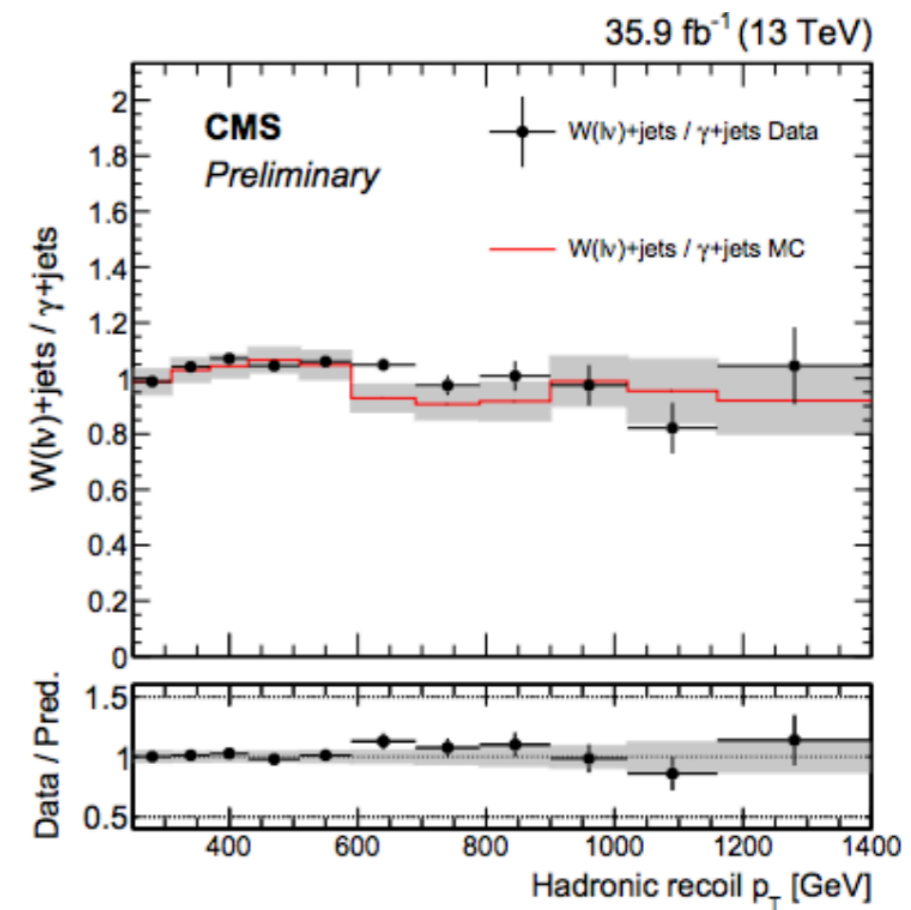 35.9 fb⁻¹ (13 TeV)
CMS
Preliminary
W(lν)+jets / γ+jets Data
W(lν)+jets / γ+jets MC
W(lν)+jets / γ+jets
2
1.8
1.6
1.4
1.2
1
0.8
0.6
0.4
0.2
0
Data / Pred.
1.5
1
0.5
400 600 800 1000 1200 1400
Hadronic recoil p_T [GeV]